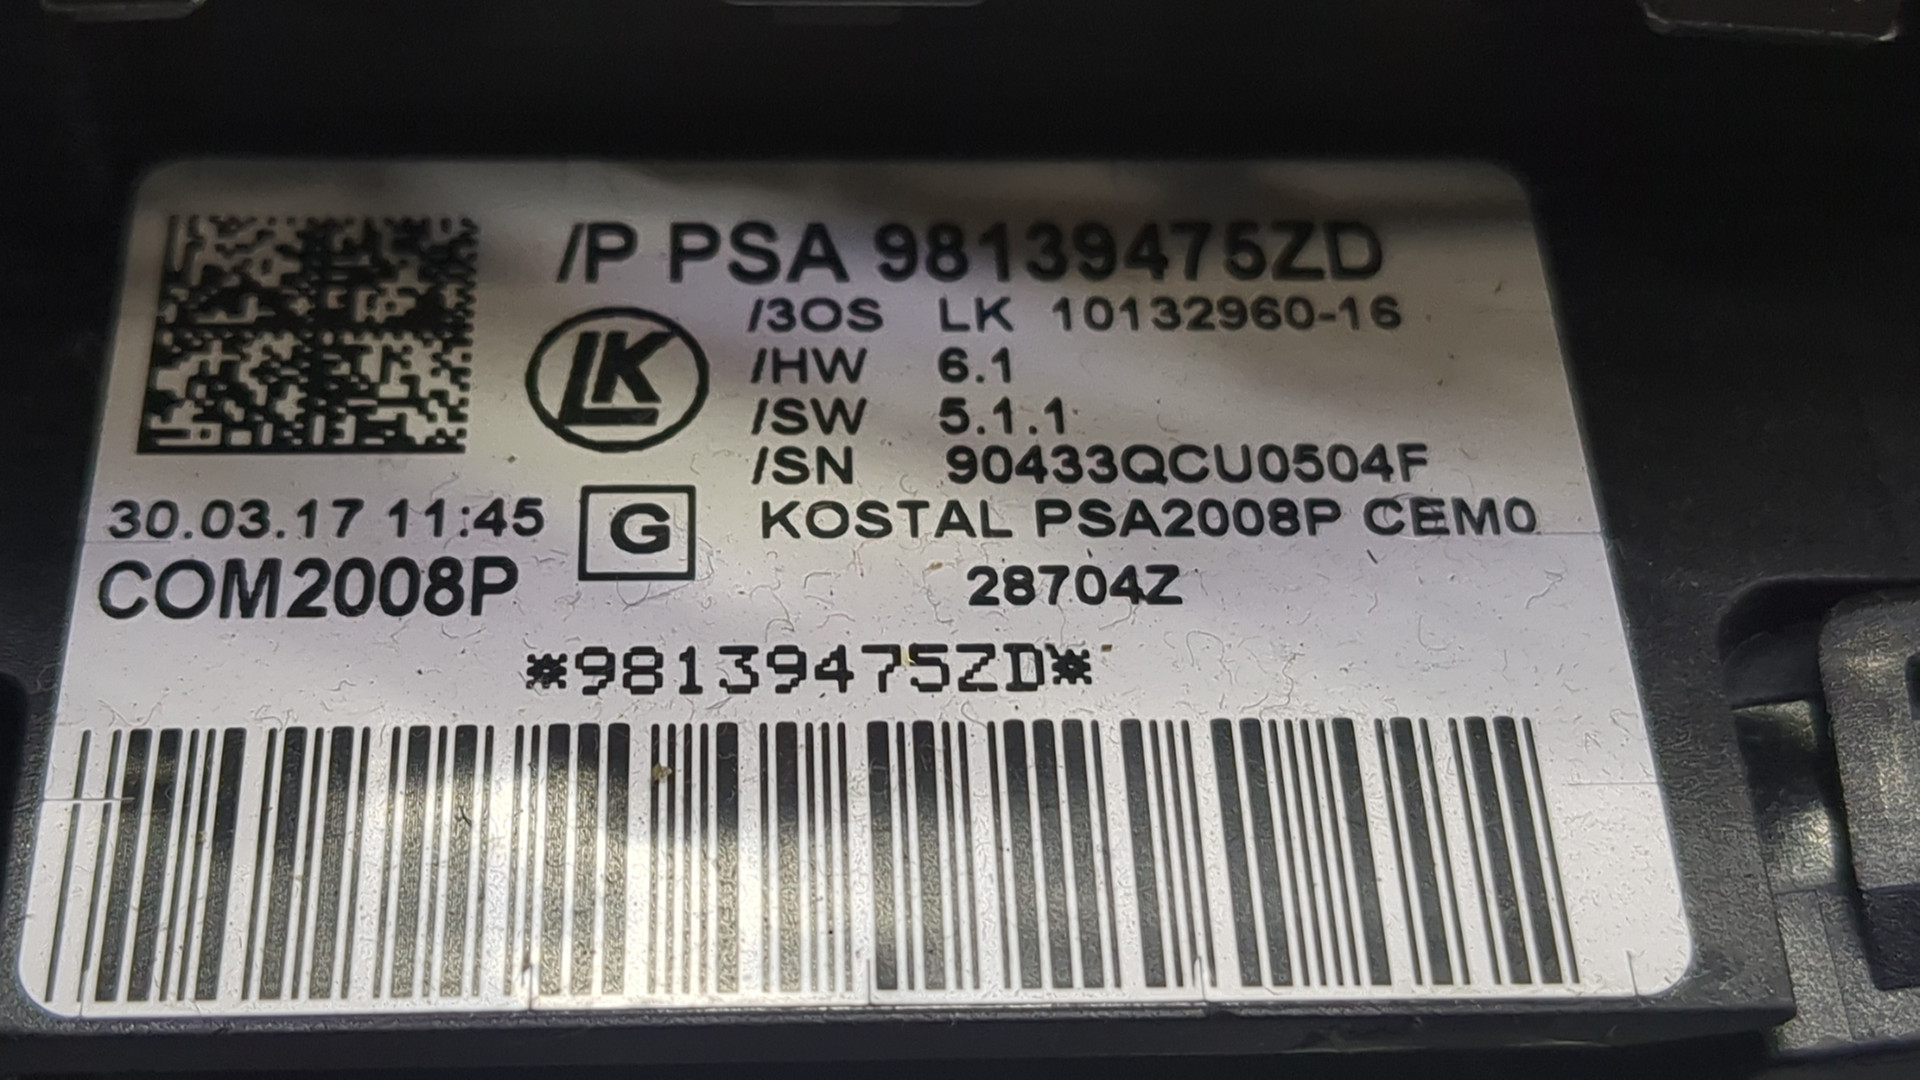 /P PSA 98139475ZD
/3OS LK 10132960-16
LK
/HW 6.1
/SW 5.1.1
/SN 90433QCU0504F
30.03.17 11:45 G KOSTAL PSA2008P CEM0
COM2008P 28704Z
*98139475ZD*